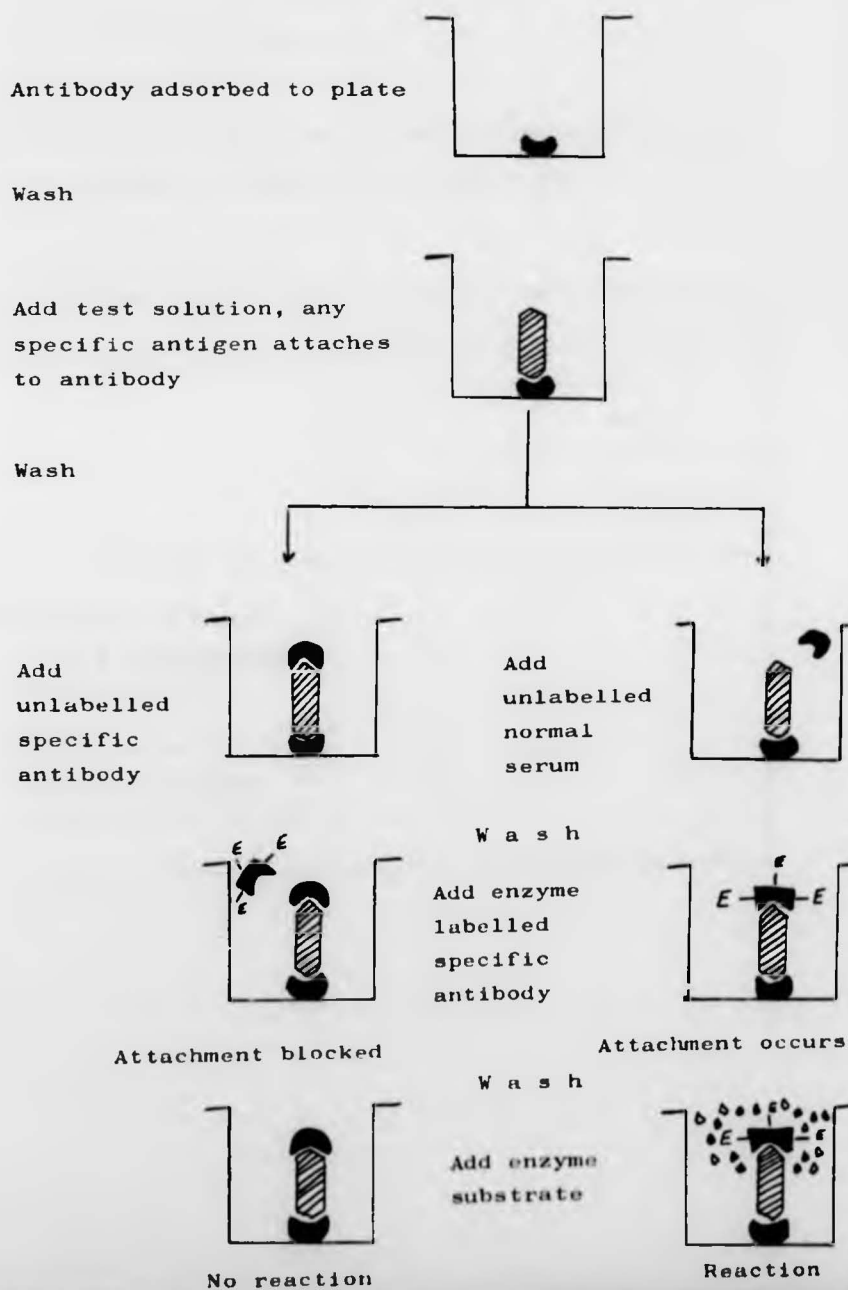 Antibody adsorbed to plate
Wash
Add test solution, any
specific antigen attaches
to antibody
Wash
Add
unlabelled
specific
antibody
Add
unlabelled
normal
serum
Wash
E
E
E
Add enzyme
labelled
specific
antibody
E
E
E
Attachment blocked
Attachment occurs
Wash
Add enzyme
substrate
E
E
E
No reaction
Reaction